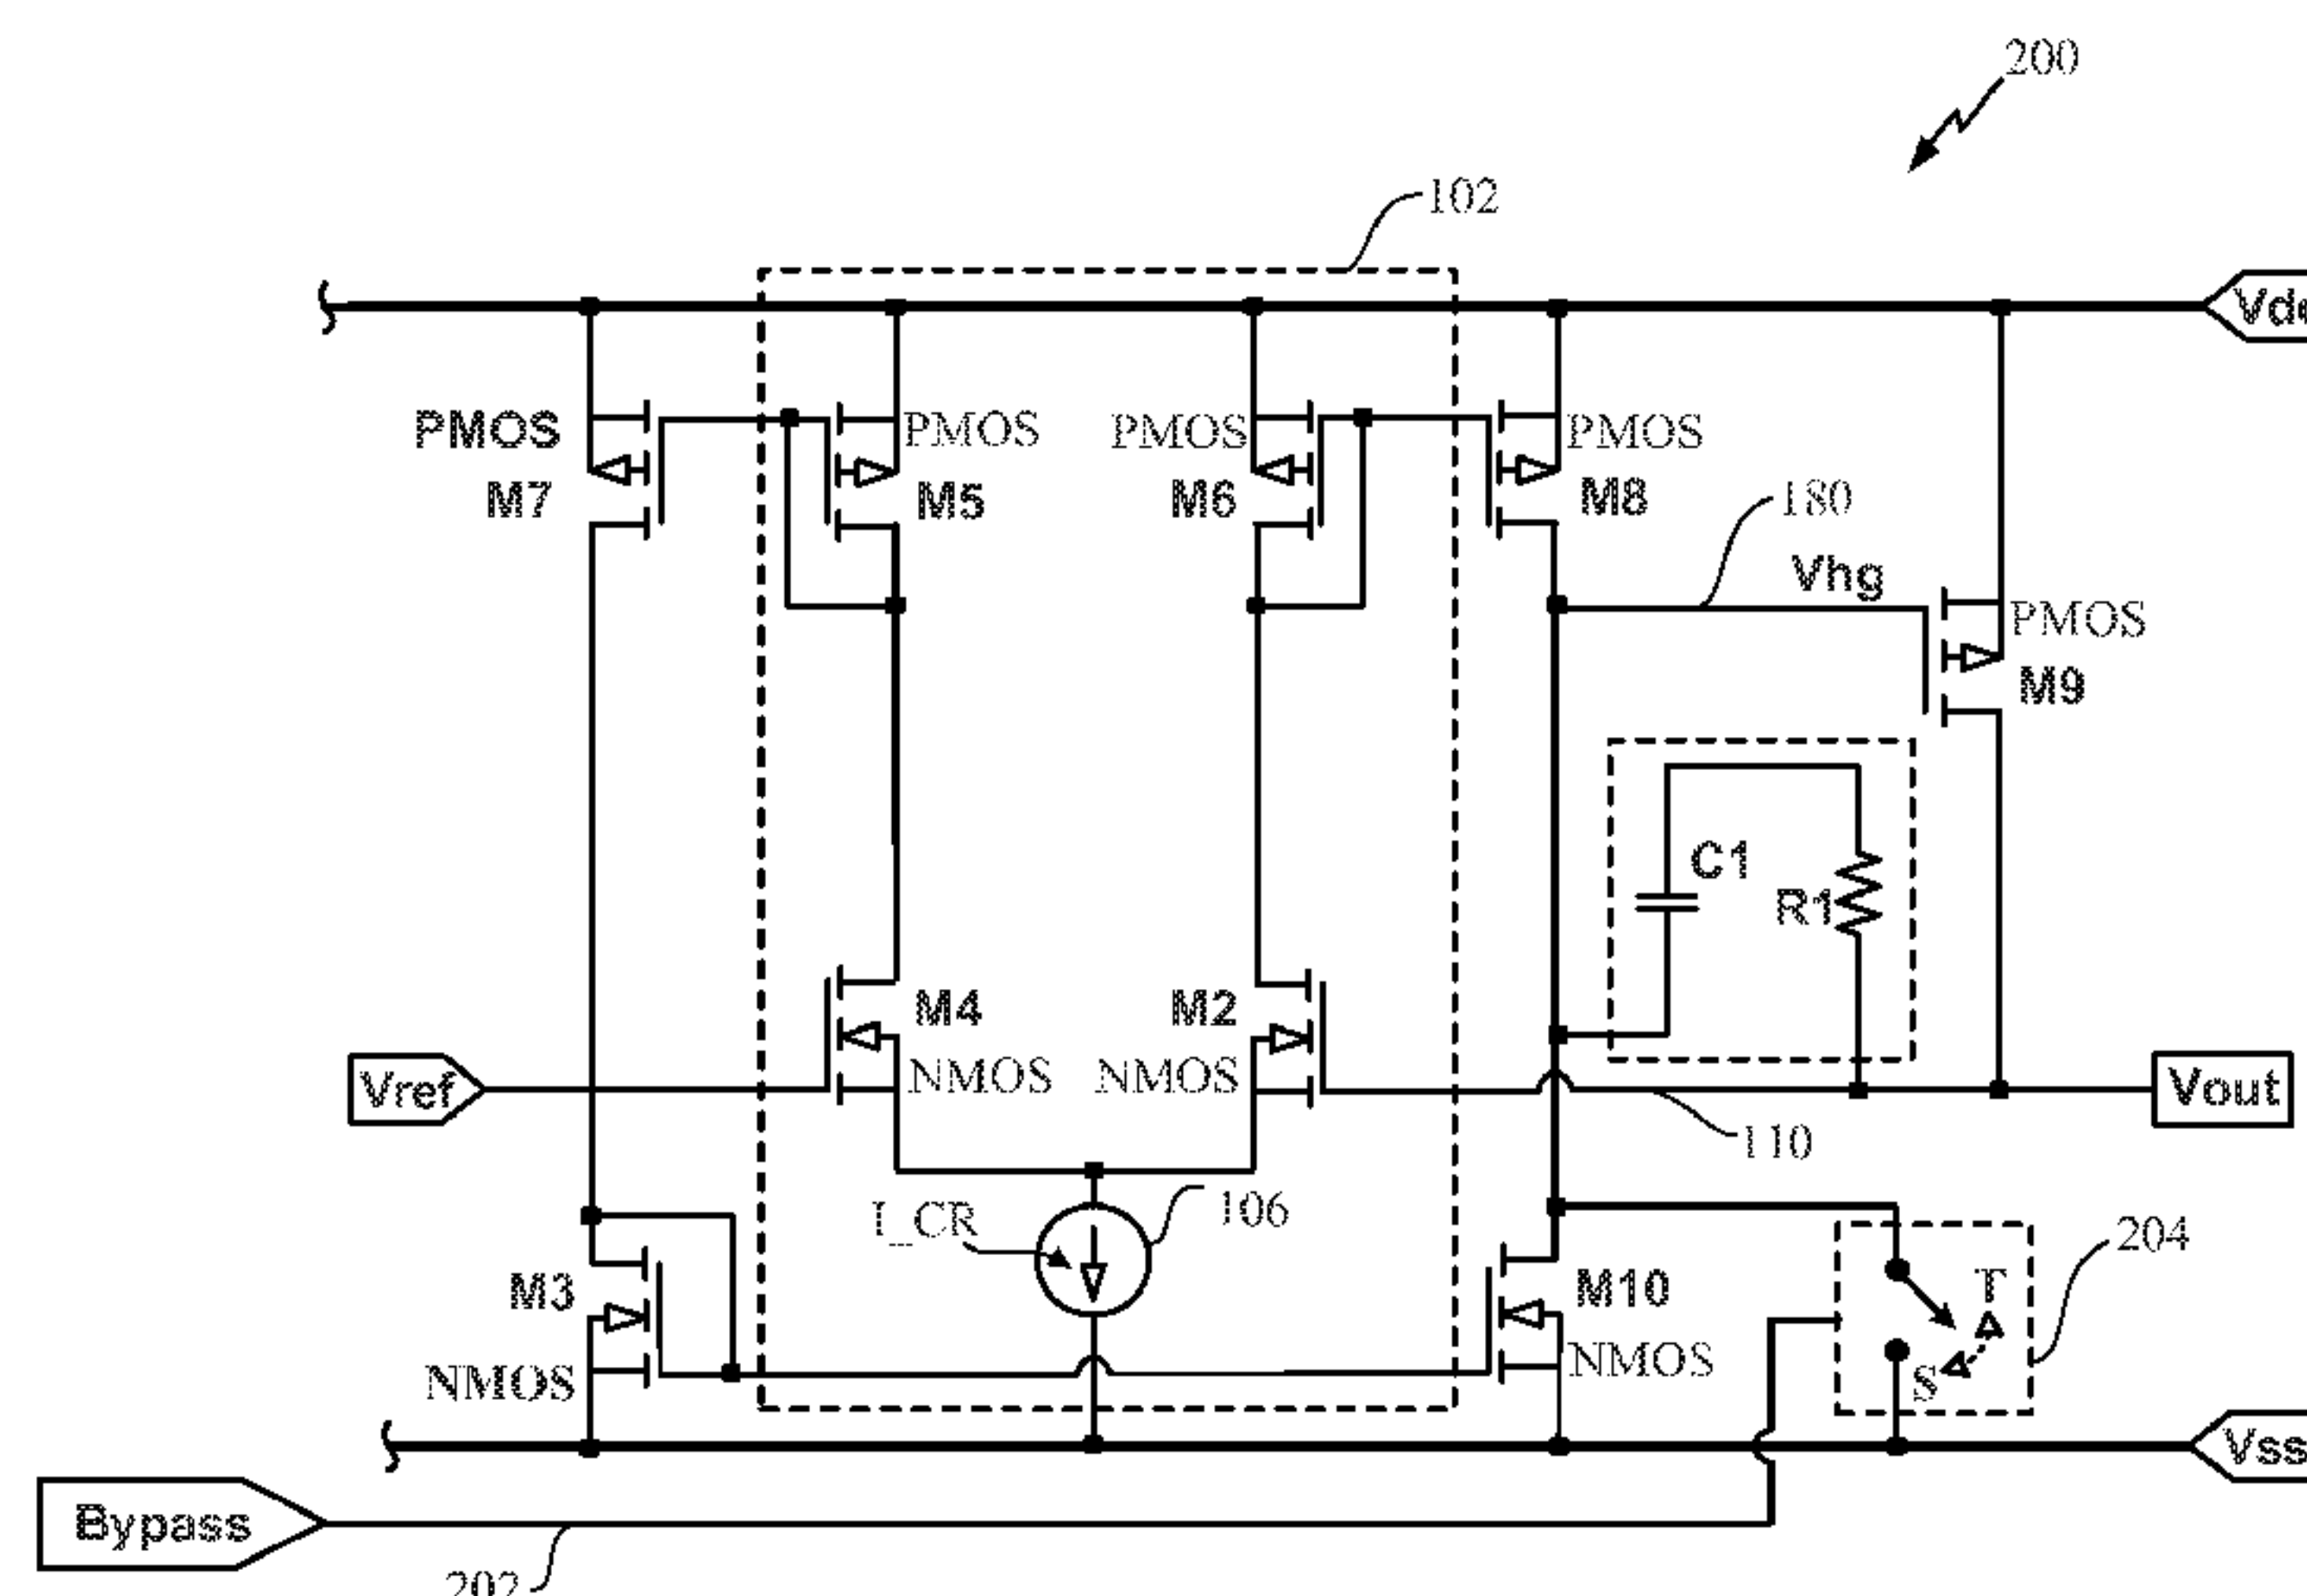 200
102
PMOS
M7
PMOS
M5
PMOS
M6
PMOS
M8
180
Vhg
PMOS
M9
C1
R1
M4
NMOS
M2
NMOS
Vref
Vout
110
I_CR
106
M3
NMOS
M10
NMOS
T
S
204
Vss
Bypass
202